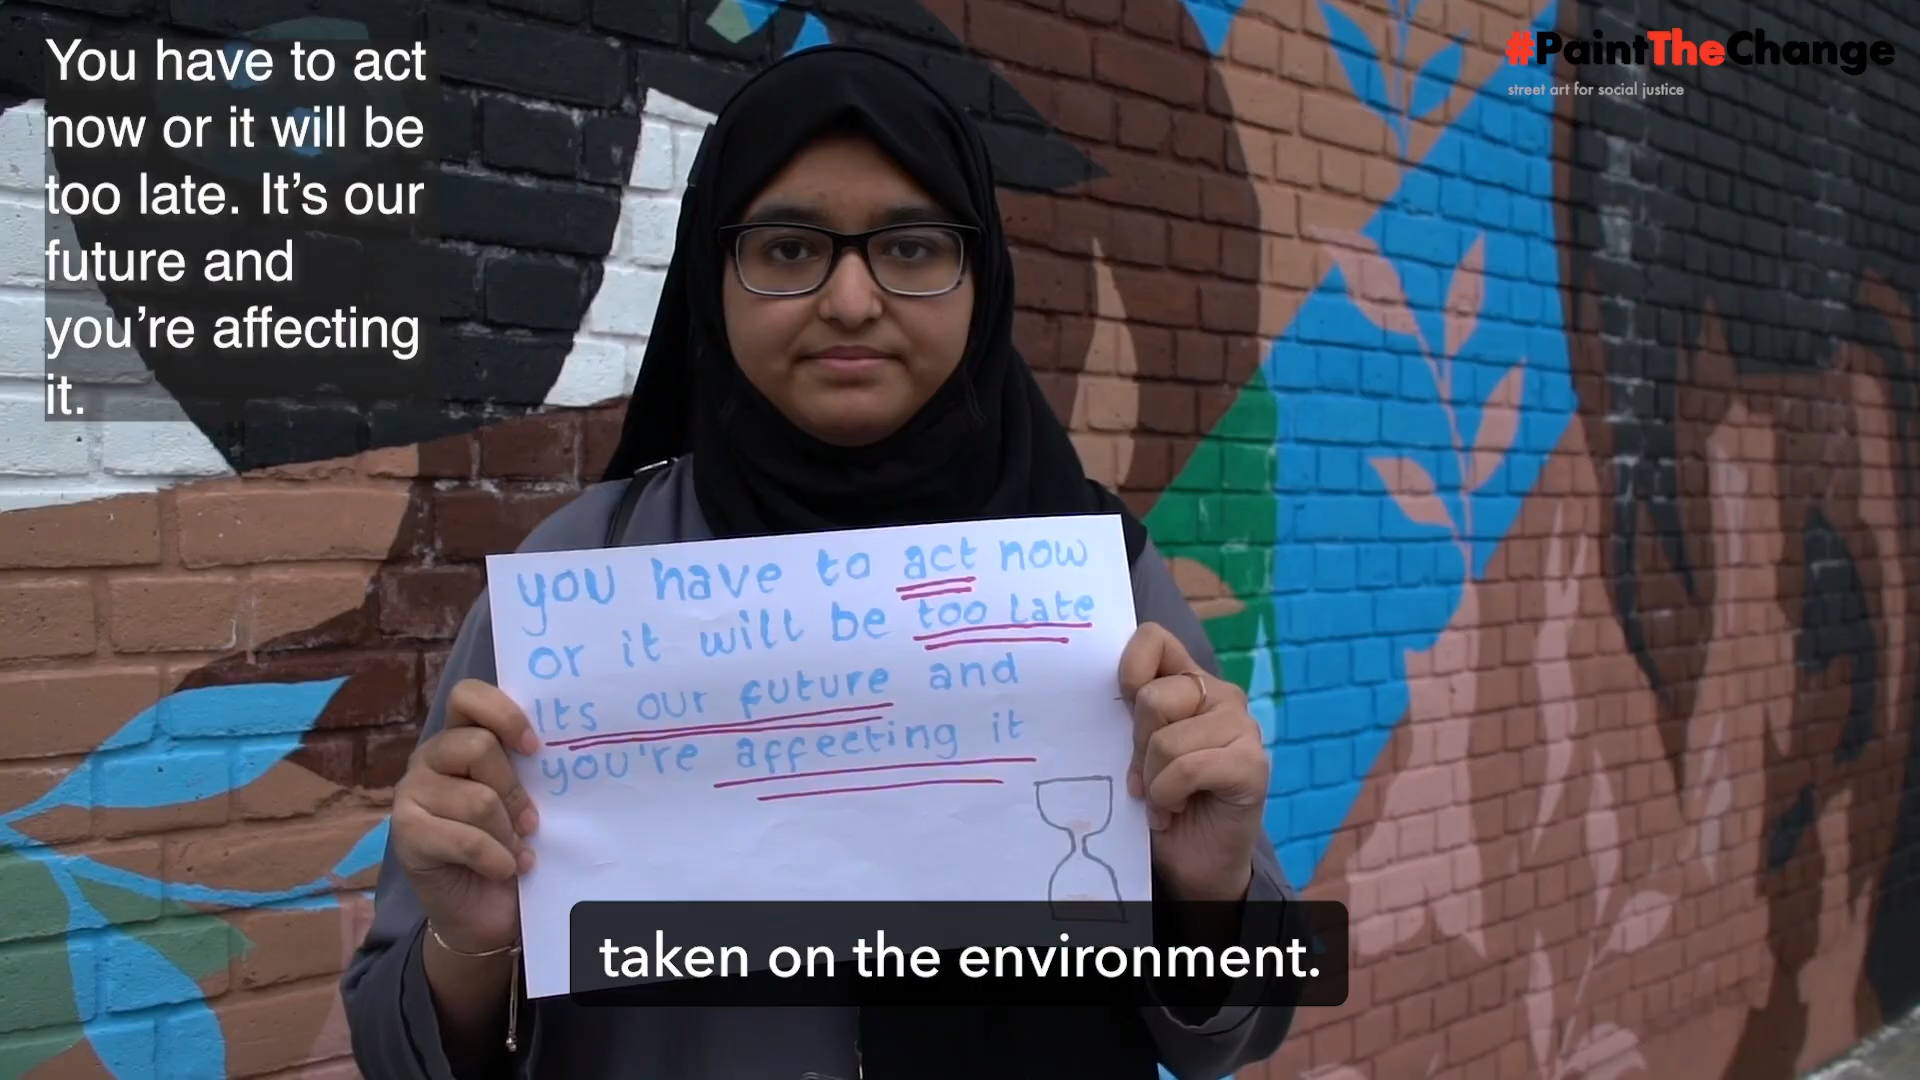 You have to act
now or it will be
too late. It’s our
future and
you’re affecting
it.
#PaintTheChange
street art for social justice
you have to act now
or it will be too late
Its our future and
you're affecting it
taken on the environment.